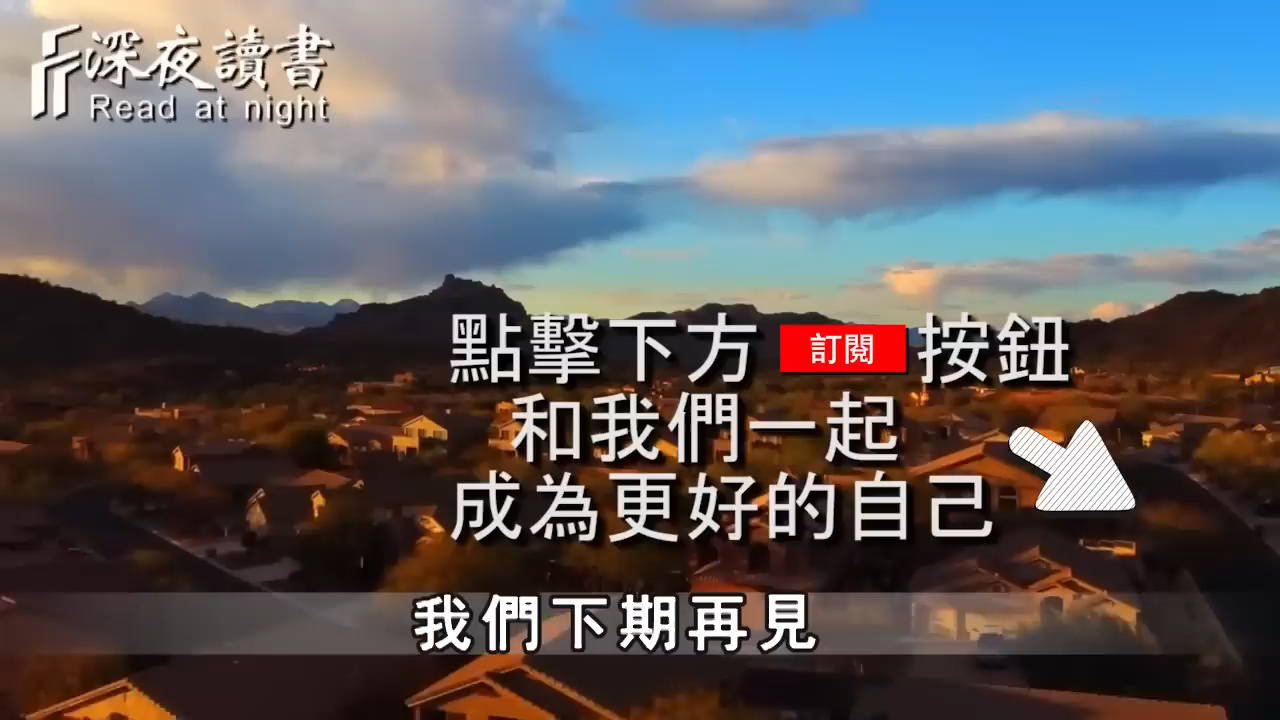 深夜讀書
Read at night
點擊下方 訂閱 按鈕
和我們一起
成為更好的自己
我們下期再見